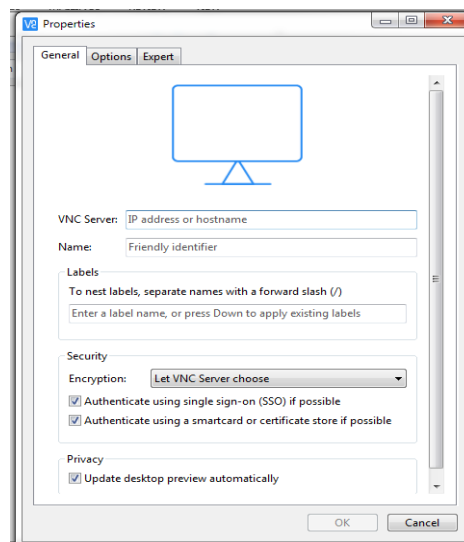 V2 Properties
General Options Expert
VNC Server: IP address or hostname
Name: Friendly identifier
Labels
To nest labels, separate names with a forward slash (/)
Enter a label name, or press Down to apply existing labels
Security
Encryption: Let VNC Server choose
Authenticate using single sign-on (SSO) if possible
Authenticate using a smartcard or certificate store if possible
Privacy
Update desktop preview automatically
OK Cancel